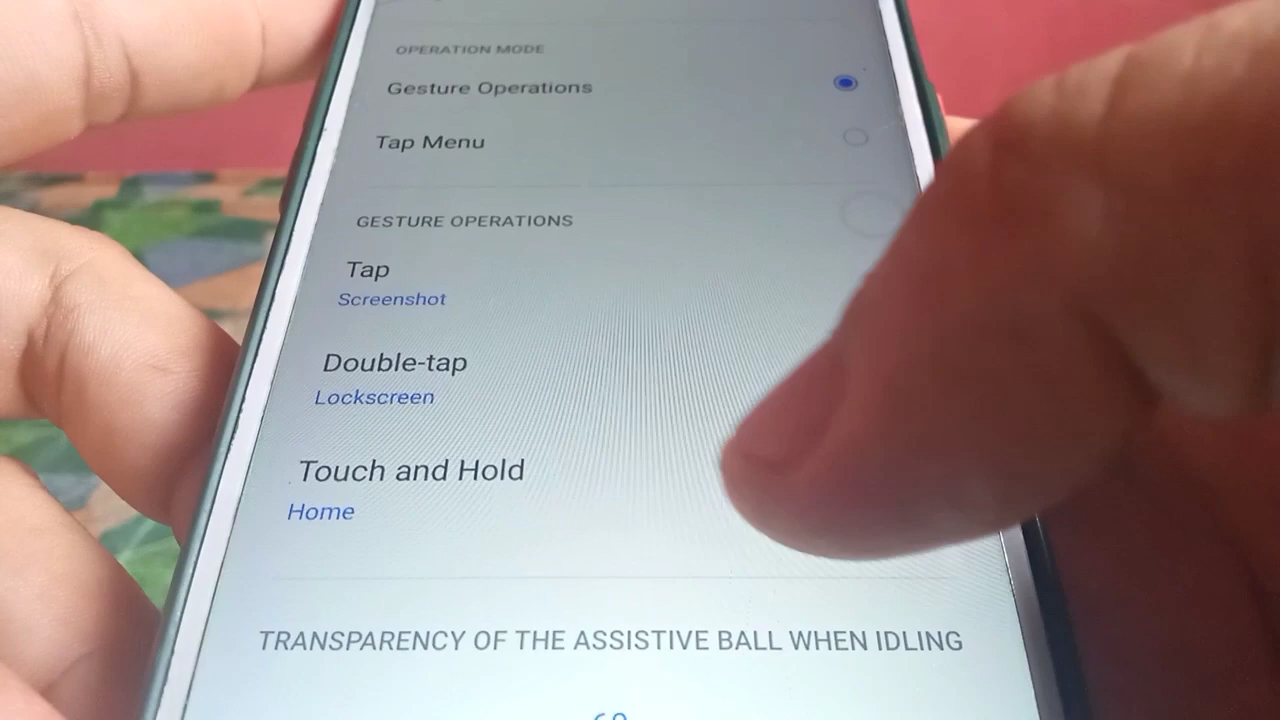 OPERATION MODE
Gesture Operations
Tap Menu
GESTURE OPERATIONS
Tap
Screenshot
Double-tap
Lockscreen
Touch and Hold
Home
TRANSPARENCY OF THE ASSISTIVE BALL WHEN IDLING